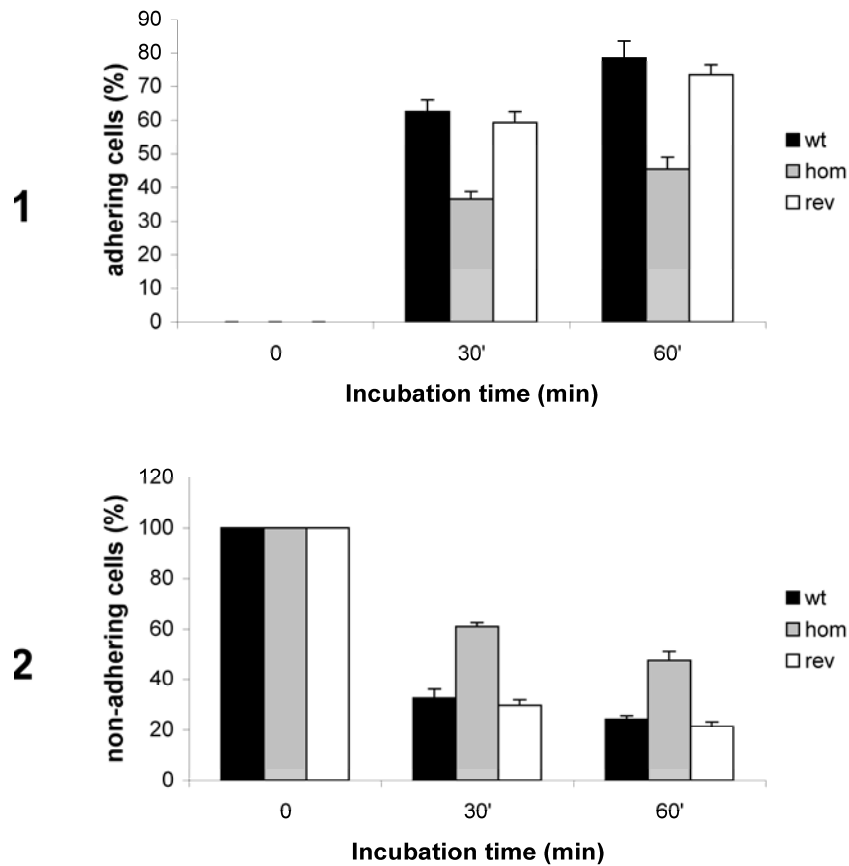 1
adhering cells (%)
90
80
70
60
50
40
30
20
10
0
0 30' 60'
Incubation time (min)
wt
hom
rev
2
non-adhering cells (%)
120
100
80
60
40
20
0
0 30' 60'
Incubation time (min)
wt
hom
rev